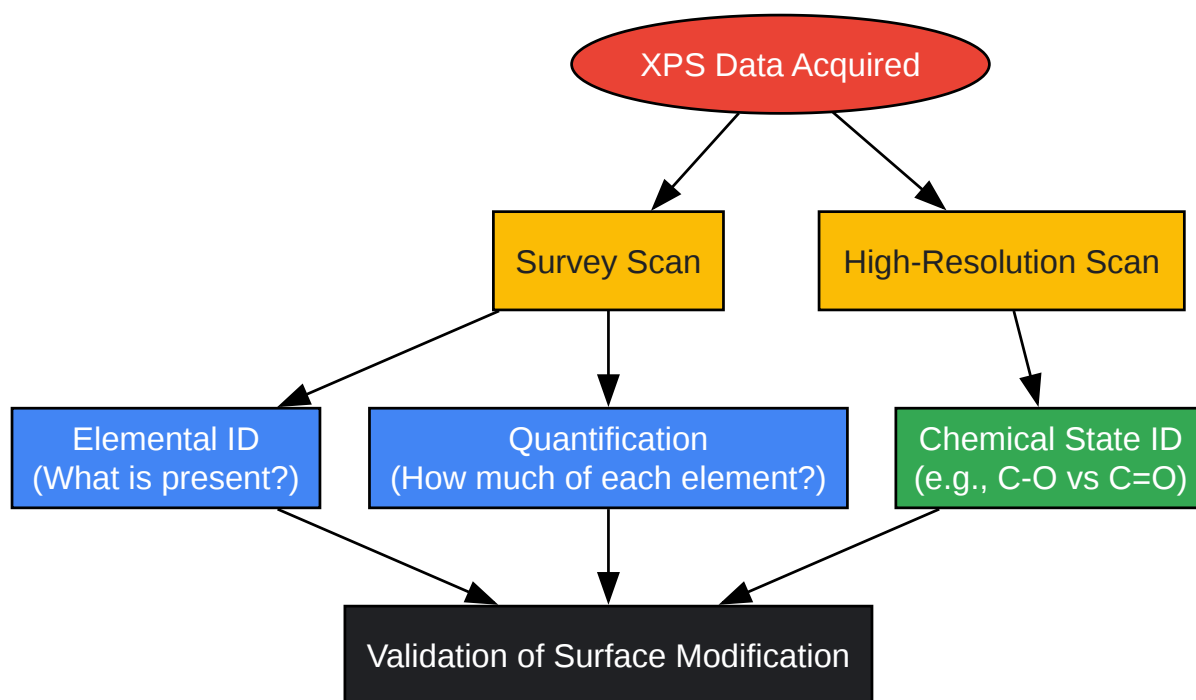 XPS Data Acquired
Survey Scan
High-Resolution Scan
Elemental ID
(What is present?)
Quantification
(How much of each element?)
Chemical State ID
(e.g., C-O vs C=O)
Validation of Surface Modification